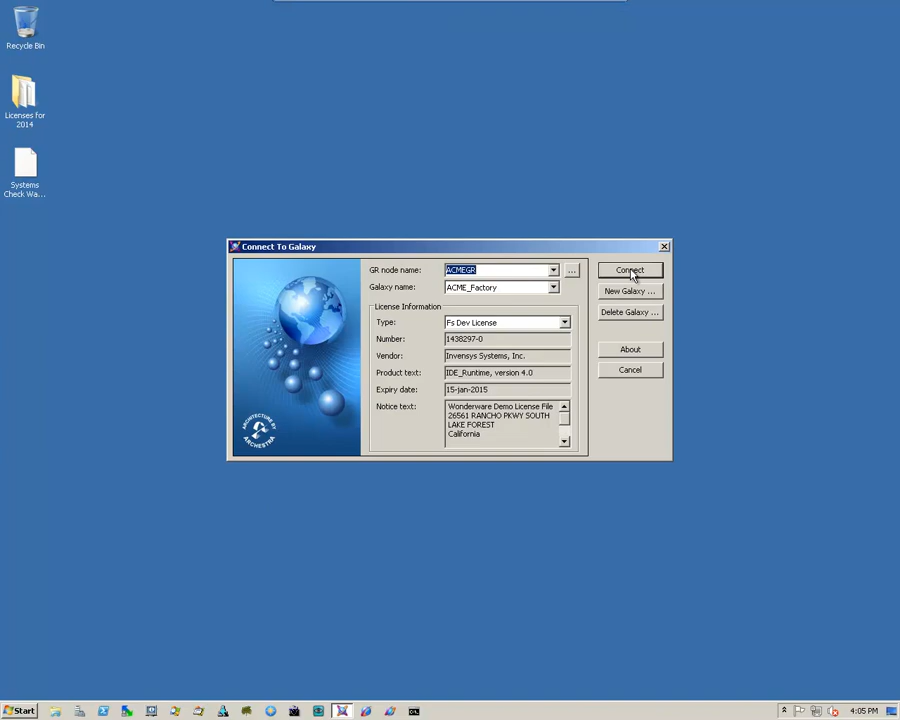 Recycle Bin
Licenses for
2014
Systems
Check Wa...
Connect To Galaxy
GR node name:
ACMEGR
...
Connect
Galaxy name:
ACME_Factory
New Galaxy ...
License Information
Delete Galaxy ...
Type:
Fs Dev License
Number:
1438297-0
Vendor:
Invensys Systems, Inc.
About
Product text:
IDE_Runtime, version 4.0
Cancel
Expiry date:
15-jan-2015
Notice text:
Wonderware Demo License File
26561 RANCHO PKWY SOUTH
LAKE FOREST
California
ARCHITECTURE BY
ARCHESTRA
Start
4:05 PM